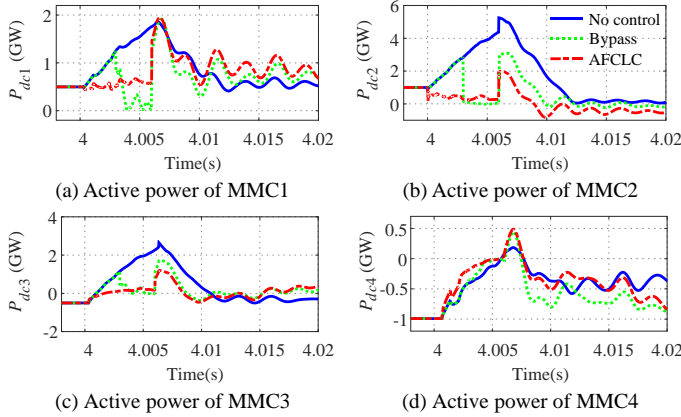 P_dc1 (GW)
2
1
0
4 4.005 4.01 4.015 4.02
Time(s)
(a) Active power of MMC1
P_dc2 (GW)
6
4
2
0
No control
Bypass
AFCLC
4 4.005 4.01 4.015 4.02
Time(s)
(b) Active power of MMC2
P_dc3 (GW)
4
2
0
-2
4 4.005 4.01 4.015 4.02
Time(s)
(c) Active power of MMC3
P_dc4 (GW)
0.5
0
-0.5
-1
4 4.005 4.01 4.015 4.02
Time(s)
(d) Active power of MMC4